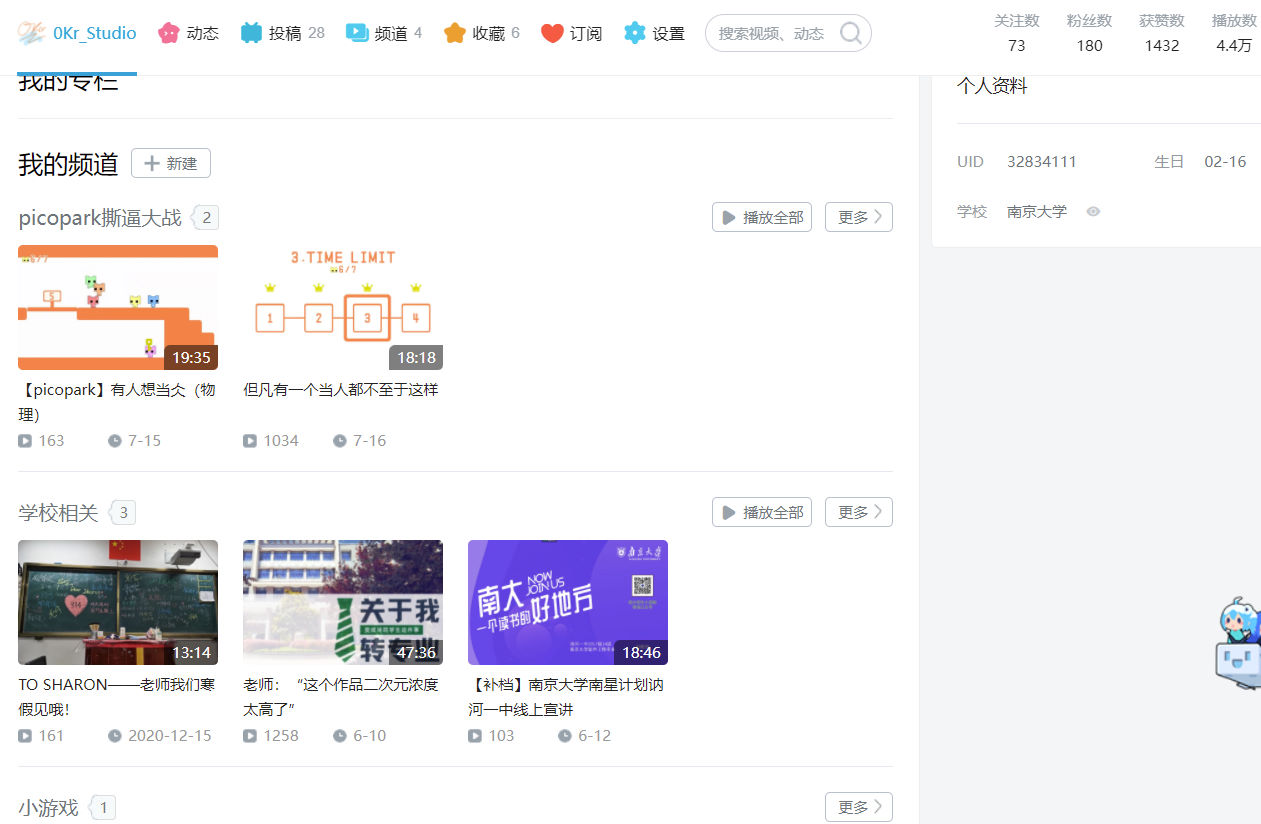 0Kr_Studio 动态 投稿 28 频道 4 收藏 6 订阅 设置 搜索视频、动态
关注数 粉丝数 获赞数 播放数
73 180 1432 4.4万
我的专栏
我的频道 新建
picopark撕逼大战 2 播放全部 更多
6/7
5
19:35
3.TIME LIMIT
6/7
1 2 3 4
18:18
【picopark】有人想当仌（物
理）
163 7-15
但凡有一个当人都不至于这样
1034 7-16
学校相关 3 播放全部 更多
314
13:14
关于我
转专业
47:36
南京大学
NOW
JOIN US
南大 好地方
一个读书的
18:46
TO SHARON——老师我们寒
假见哦！
161 2020-12-15
老师：“这个作品二次元浓度
太高了”
1258 6-10
【补档】南京大学南星计划讷
河一中线上宣讲
103 6-12
小游戏 1 更多
个人资料
UID 32834111 生日 02-16
学校 南京大学